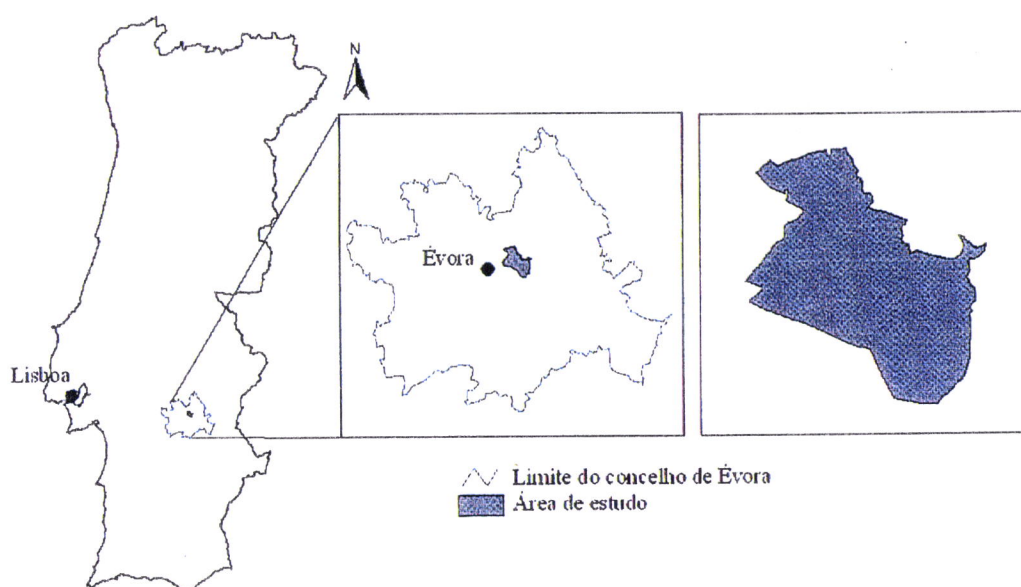 N
Évora
Lisboa
Limite do concelho de Évora
Área de estudo